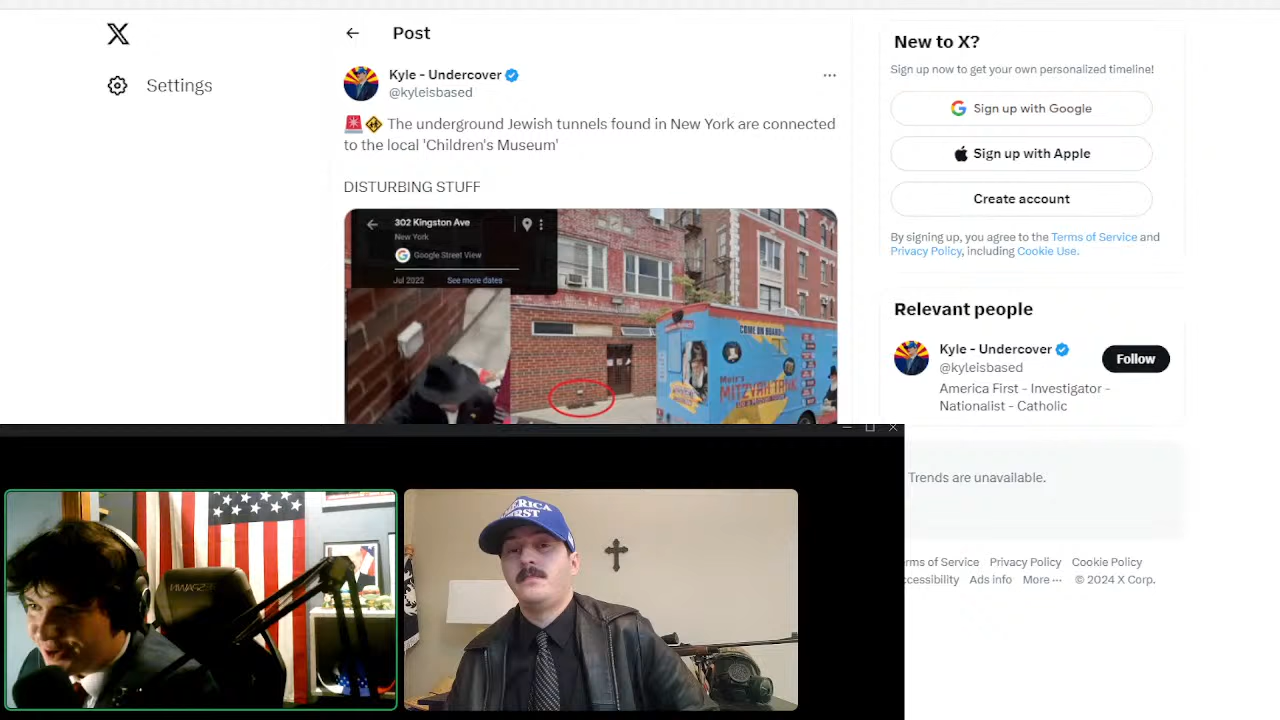 Post
Settings
Kyle - Undercover
@kyleisbased
🚨🚸 The underground Jewish tunnels found in New York are connected
to the local 'Children's Museum'
DISTURBING STUFF
302 Kingston Ave
New York
Google Street View
Jul 2022 See more dates
COME ON BOARD!
MITZVAH TANK
New to X?
Sign up now to get your own personalized timeline!
Sign up with Google
Sign up with Apple
Create account
By signing up, you agree to the Terms of Service and
Privacy Policy, including Cookie Use.
Relevant people
Kyle - Undercover
@kyleisbased
Follow
America First - Investigator -
Nationalist - Catholic
Trends are unavailable.
erms of Service Privacy Policy Cookie Policy
ccessibility Ads info More ··· © 2024 X Corp.